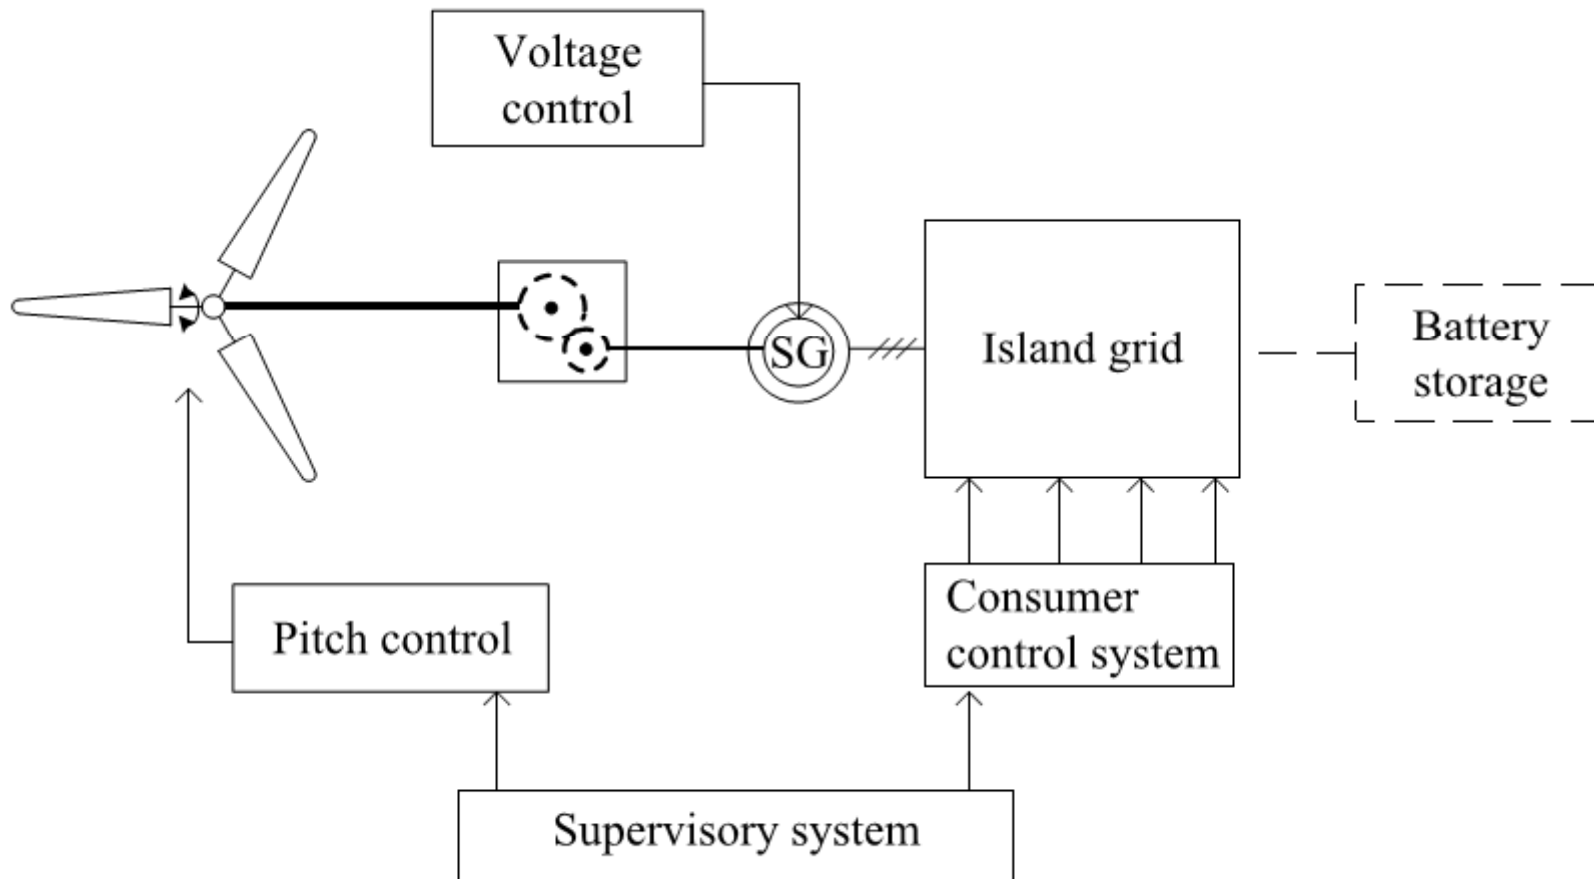 Voltage
control
SG
Island grid
Battery
storage
Pitch control
Consumer
control system
Supervisory system